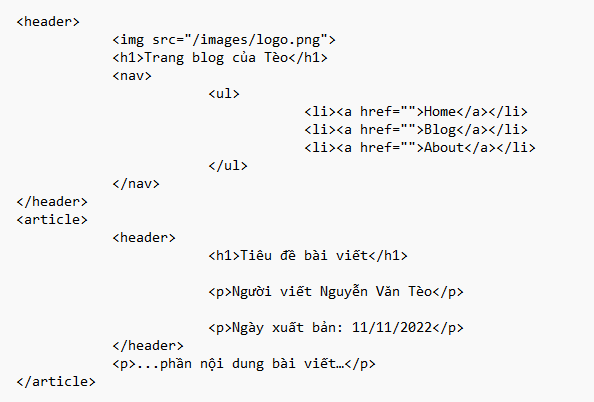 <header>
<img src="/images/logo.png">
<h1>Trang blog của Tèo</h1>
<nav>
<ul>
<li><a href="">Home</a></li>
<li><a href="">Blog</a></li>
<li><a href="">About</a></li>
</ul>
</nav>
</header>
<article>
<header>
<h1>Tiêu đề bài viết</h1>
<p>Người viết Nguyễn Văn Tèo</p>
<p>Ngày xuất bản: 11/11/2022</p>
</header>
<p>...phần nội dung bài viết…</p>
</article>